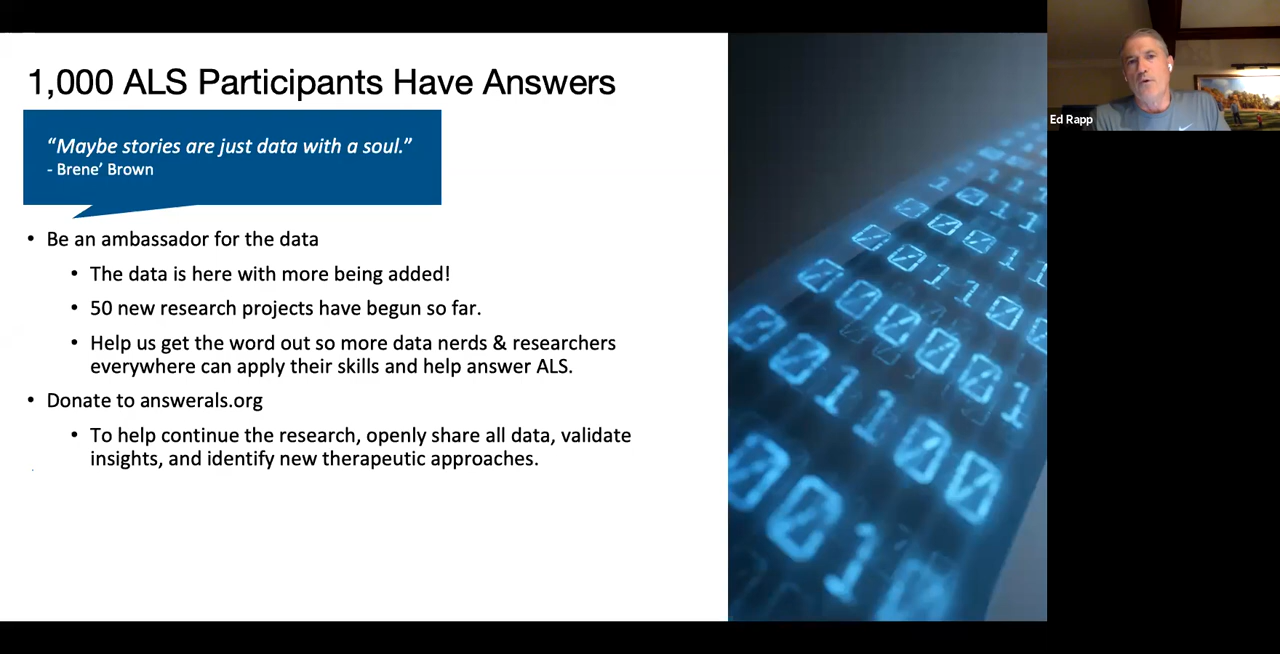 1,000 ALS Participants Have Answers
“Maybe stories are just data with a soul.”
- Brene’ Brown
• Be an ambassador for the data
• The data is here with more being added!
• 50 new research projects have begun so far.
• Help us get the word out so more data nerds & researchers
everywhere can apply their skills and help answer ALS.
• Donate to answerals.org
• To help continue the research, openly share all data, validate
insights, and identify new therapeutic approaches.
Ed Rapp